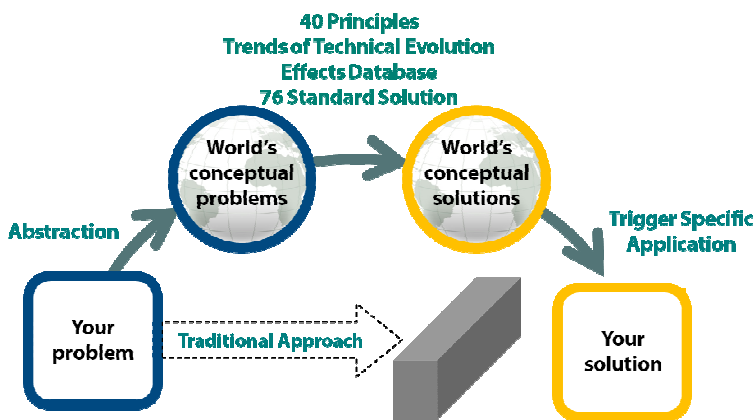 40 Principles
Trends of Technical Evolution
Effects Database
76 Standard Solution
World's
conceptual
problems
World's
conceptual
solutions
Abstraction
Trigger Specific
Application
Your
problem
Traditional Approach
Your
solution